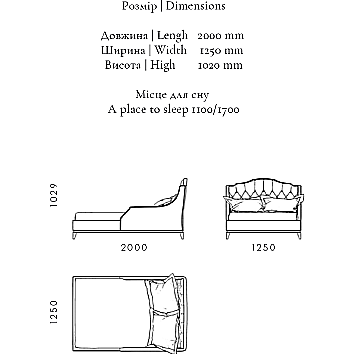 Розмір | Dimensions
Довжина | Lengh 2000 mm
Ширина | Width 1250 mm
Висота | High 1020 mm
Місце для сну
A place to sleep 1100/1700
1029
2000
1250
1250